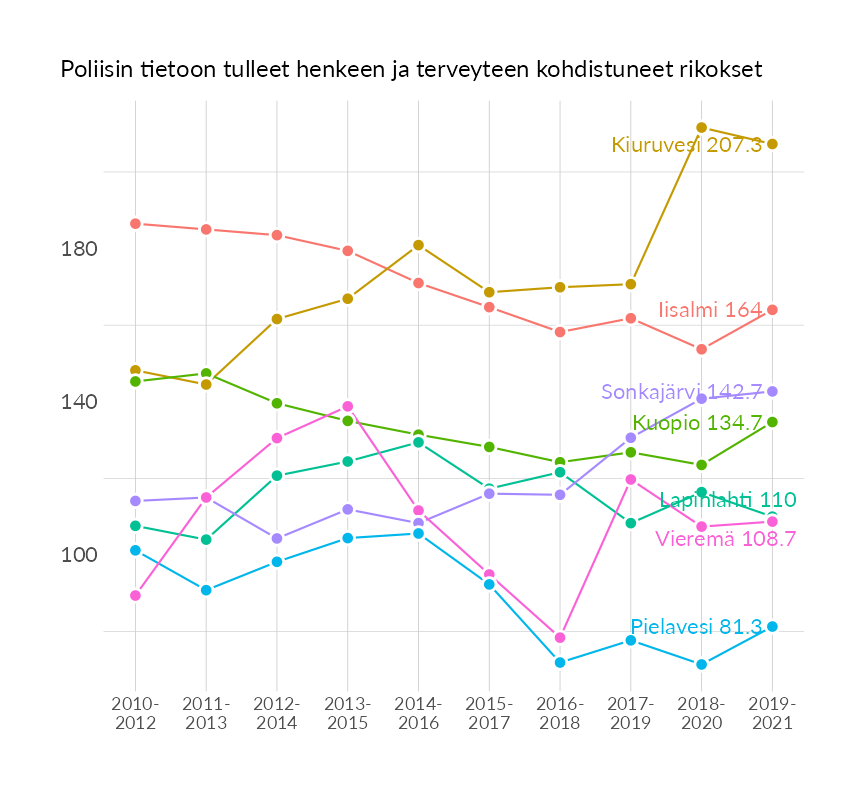 Poliisin tietoon tulleet henkeen ja terveyteen kohdistuneet rikokset
Kiuruvesi 207.3
180
Iisalmi 164
Sonkajärvi 142.7
140
Kuopio 134.7
Lapinlahti 110
Vieremä 108.7
100
Pielavesi 81.3
2010- 2011- 2012- 2013- 2014- 2015- 2016- 2017- 2018- 2019-
2012 2013 2014 2015 2016 2017 2018 2019 2020 2021